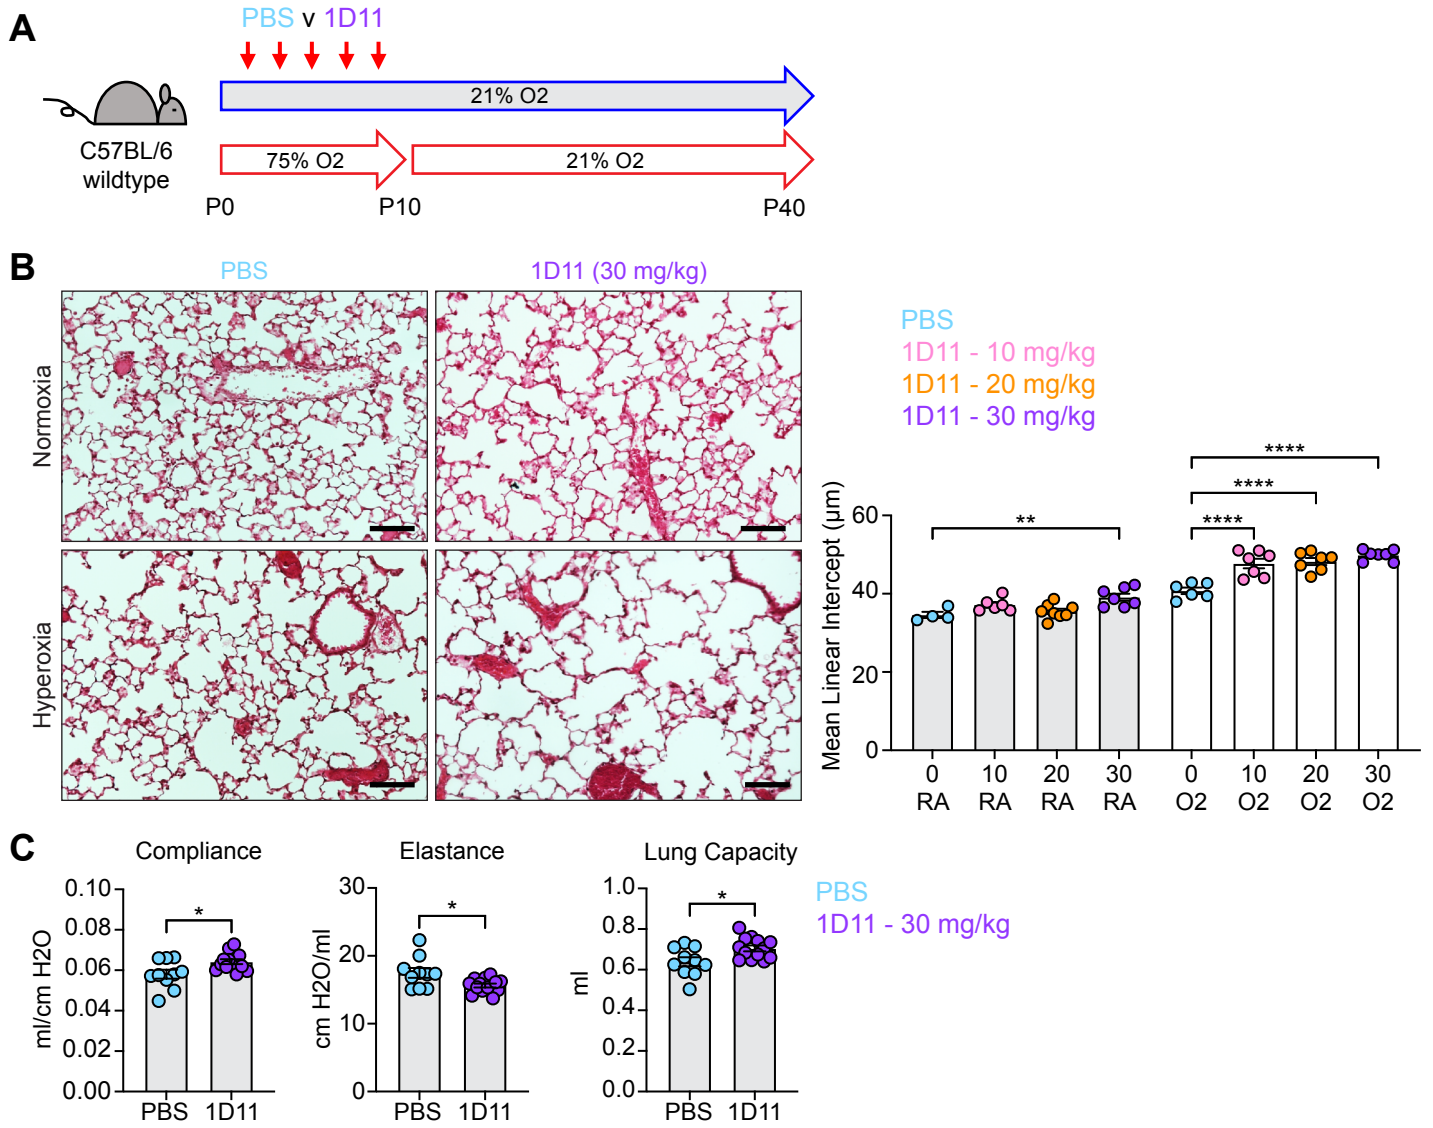 A
PBS v 1D11
21% O2
75% O2
21% O2
C57BL/6
wildtype
P0
P10
P40
B
PBS
1D11 (30 mg/kg)
Normoxia
Hyperoxia
PBS
1D11 - 10 mg/kg
1D11 - 20 mg/kg
1D11 - 30 mg/kg
Mean Linear Intercept (μm)
60
40
20
0
**
****
****
****
0 10 20 30 0 10 20 30
RA RA RA RA O2 O2 O2 O2
C
Compliance
ml/cm H2O
0.10
0.08
0.06
0.04
0.02
0.00
*
PBS 1D11
Elastance
cm H2O/ml
30
20
10
0
*
PBS 1D11
Lung Capacity
ml
1.0
0.8
0.6
0.4
0.2
0.0
*
PBS 1D11
PBS
1D11 - 30 mg/kg